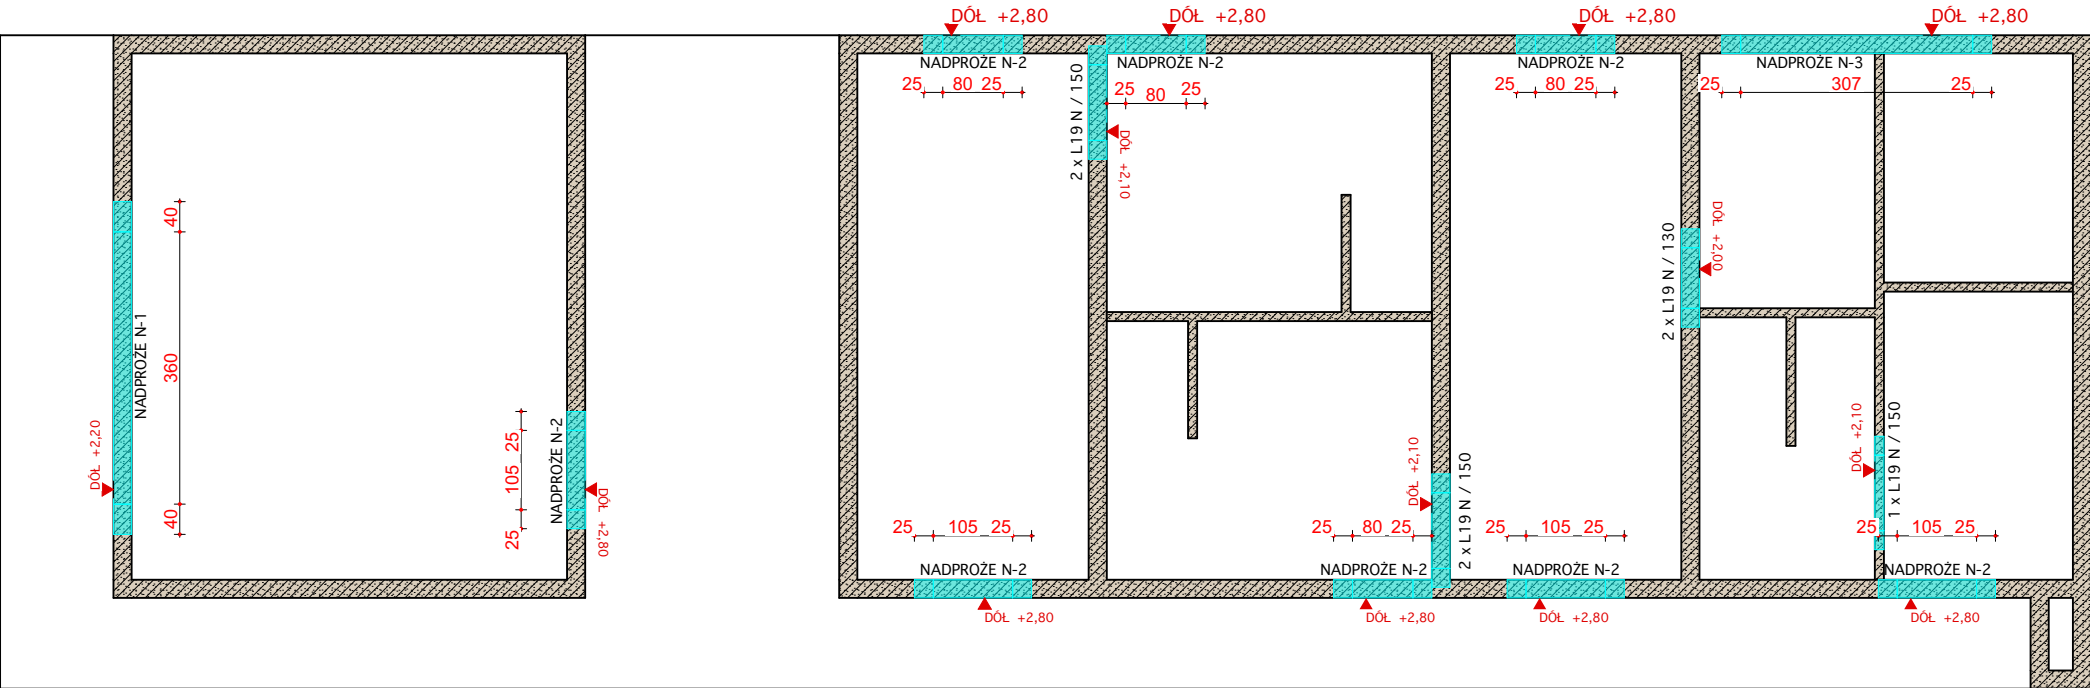 DÓŁ +2,80
DÓŁ +2,80
DÓŁ +2,80
DÓŁ +2,80
NADPROŻE N-2
NADPROŻE N-2
NADPROŻE N-2
NADPROŻE N-3
25 80 25
25 80 25
25 80 25
25 307 25
2 x L19 N / 150
DÓŁ +2,10
40
360
40
NADPROŻE N-1
DÓŁ +2,20
25
105
25
NADPROŻE N-2
DÓŁ +2,80
2 x L19 N / 130
DÓŁ +2,00
DÓŁ +2,10
2 x L19 N / 150
DÓŁ +2,10
1 x L19 N / 150
25 105 25
25 80 25
25 105 25
25 105 25
NADPROŻE N-2
NADPROŻE N-2
NADPROŻE N-2
NADPROŻE N-2
DÓŁ +2,80
DÓŁ +2,80
DÓŁ +2,80
DÓŁ +2,80